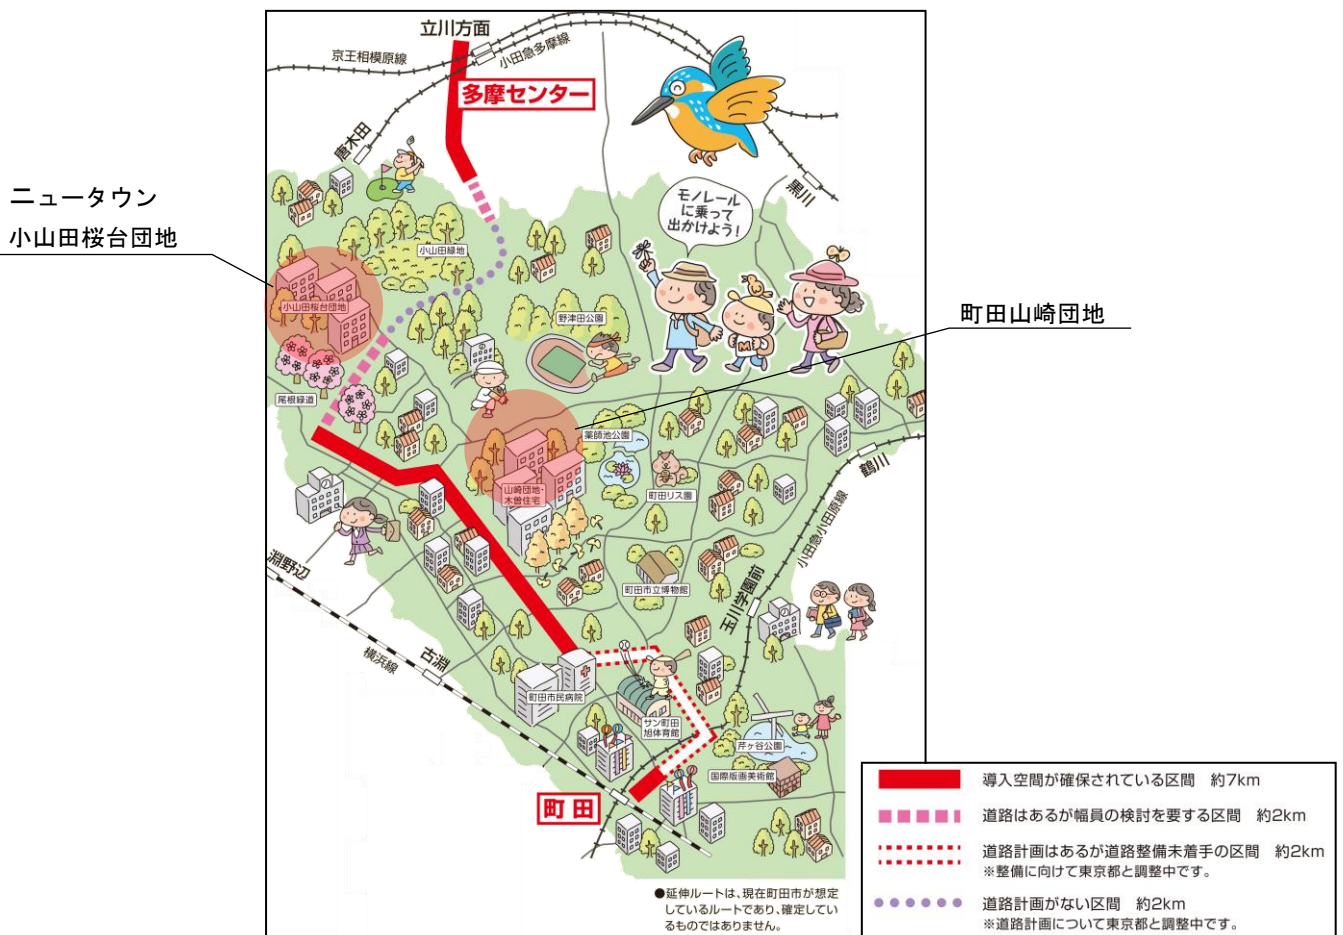 立川方面
京王相模原線
小田急多摩線
多摩センター
唐木田
黒川
ニュータウン
小山田桜台団地
モノレール
に乗って
出かけよう！
小山田緑地
小山田桜台団地
野津田公園
町田山崎団地
尾根緑道
薬師池公園
鶴川
山崎団地・
木曽住宅
町田リス園
小田急小田原線
淵野辺
町田市立博物館
玉川学園前
古淵
横浜線
町田市民病院
サン町田
旭体育館
芹ヶ谷公園
国際版画美術館
町田
M
導入空間が確保されている区間 約7km
道路はあるが幅員の検討を要する区間 約2km
道路計画はあるが道路整備未着手の区間 約2km
※整備に向けて東京都と調整中です。
道路計画がない区間 約2km
※道路計画について東京都と調整中です。
●延伸ルートは、現在町田市が想定
しているルートであり、確定してい
るものではありません。